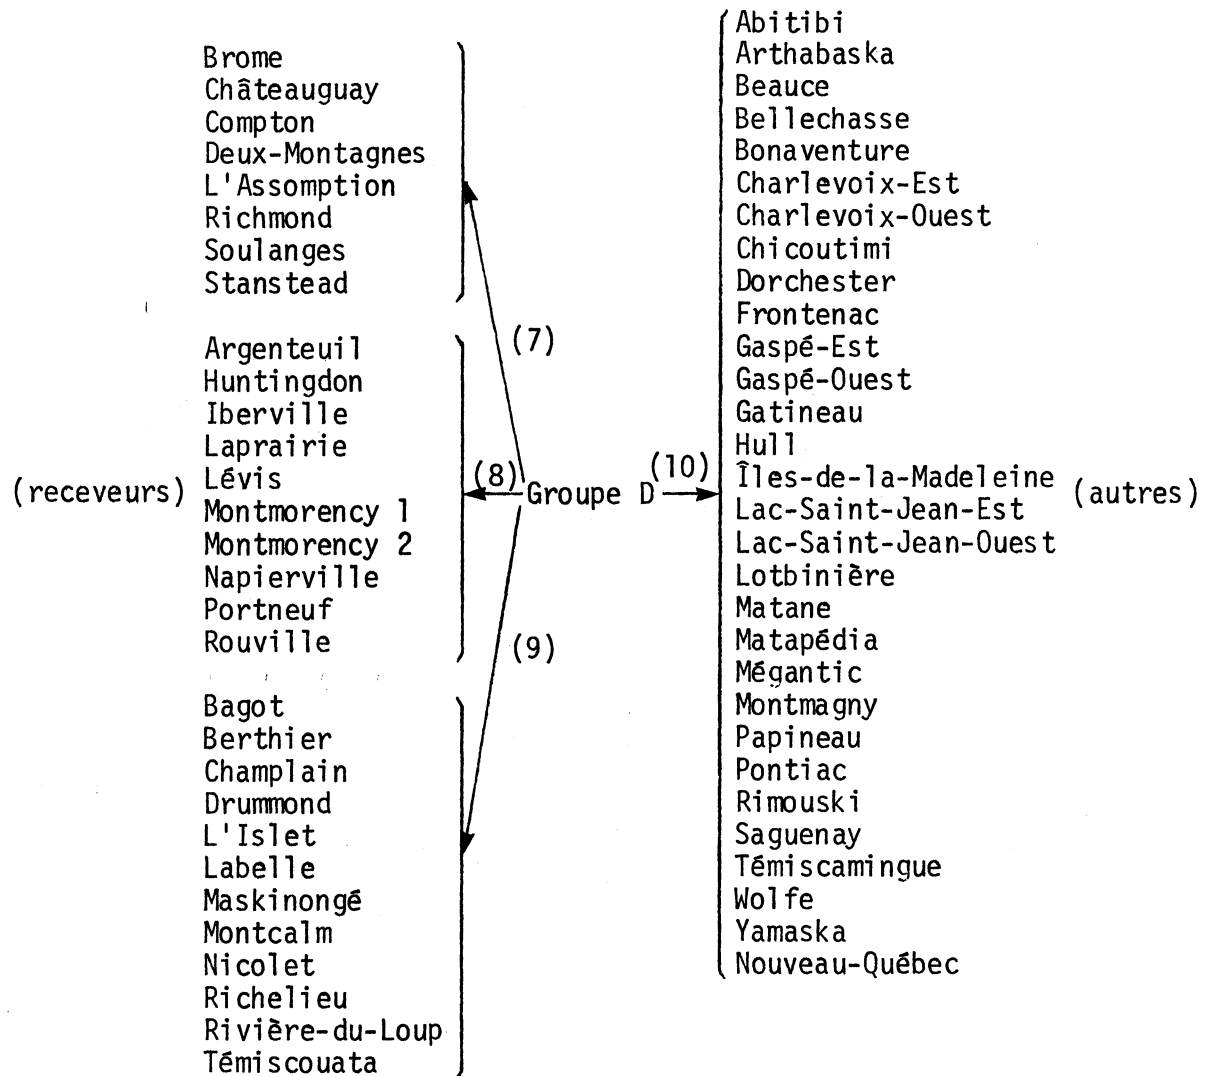 Brome
Châteauguay
Compton
Deux-Montagnes
L'Assomption
Richmond
Soulanges
Stanstead
(7)
Argenteuil
Huntingdon
Iberville
Laprairie
Lévis
Montmorency 1
Montmorency 2
Napierville
Portneuf
Rouville
(receveurs)
(8)
Groupe D
(10)
(9)
Bagot
Berthier
Champlain
Drummond
L'Islet
Labelle
Maskinongé
Montcalm
Nicolet
Richelieu
Rivière-du-Loup
Témiscouata
Abitibi
Arthabaska
Beauce
Bellechasse
Bonaventure
Charlevoix-Est
Charlevoix-Ouest
Chicoutimi
Dorchester
Frontenac
Gaspé-Est
Gaspé-Ouest
Gatineau
Hull
Îles-de-la-Madeleine
Lac-Saint-Jean-Est
Lac-Saint-Jean-Ouest
Lotbinière
Matane
Matapédia
Mégantic
Montmagny
Papineau
Pontiac
Rimouski
Saguenay
Témiscamingue
Wolfe
Yamaska
Nouveau-Québec
(autres)